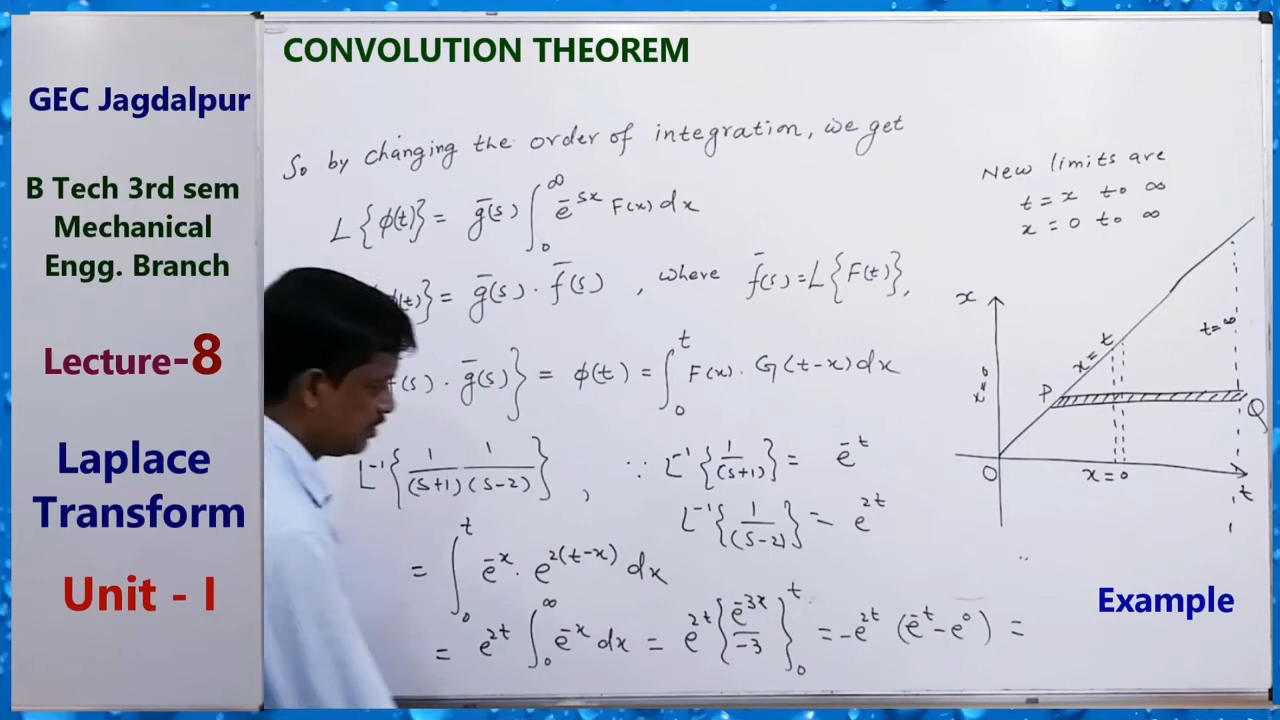 CONVOLUTION THEOREM
GEC Jagdalpur
B Tech 3rd sem
Mechanical
Engg. Branch
Lecture-8
Laplace
Transform
Unit - I
So by changing the order of integration, we get
L{φ(t)} = g̅(s) ∫₀^∞ e̅^sx F(x) dx
(t)} = g̅(s) · f̅(s) , where f̅(s) = L{F(t)},
(s) · g̅(s)} = φ(t) = ∫₀^t F(x) · G(t-x) dx
L⁻¹{1/(s+1) 1/(s-2)} , ∵ L⁻¹{1/(s+1)} = e̅^t
L⁻¹{1/(s-2)} = e^2t
= ∫₀^t e̅^x · e^2(t-x) dx
= e^2t ∫₀^∞ e̅^x dx = e^2t {e̅^3x/-3}₀^t = -e^2t (e̅^t - e^0) =
New limits are
t = x to ∞
x = 0 to ∞
x
x = t
t = ∞
P
Q
O
x = 0
t
Example